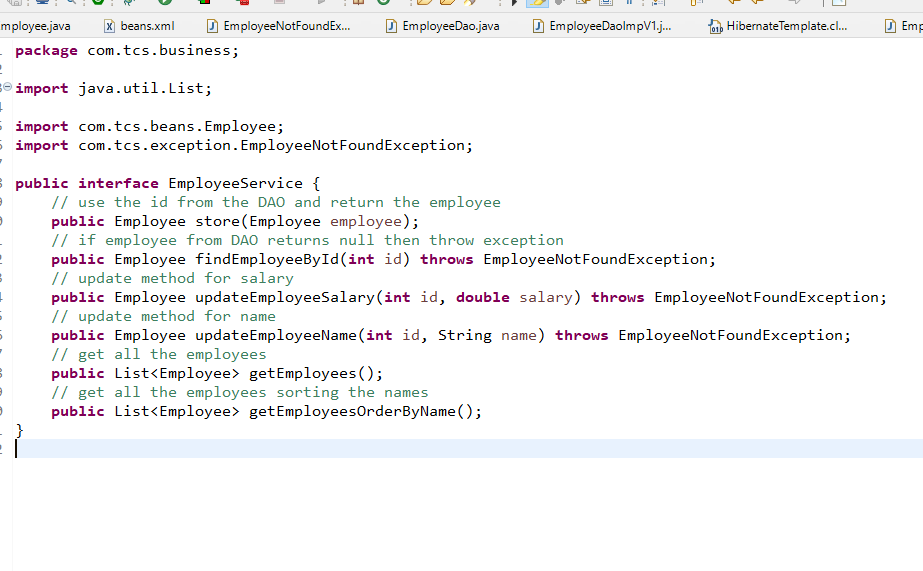 mployee.java beans.xml EmployeeNotFoundEx... EmployeeDao.java EmployeeDaoImpV1.j... HibernateTemplate.cl... Emp
package com.tcs.business;
import java.util.List;
import com.tcs.beans.Employee;
import com.tcs.exception.EmployeeNotFoundException;
public interface EmployeeService {
// use the id from the DAO and return the employee
public Employee store(Employee employee);
// if employee from DAO returns null then throw exception
public Employee findEmployeeById(int id) throws EmployeeNotFoundException;
// update method for salary
public Employee updateEmployeeSalary(int id, double salary) throws EmployeeNotFoundException;
// update method for name
public Employee updateEmployeeName(int id, String name) throws EmployeeNotFoundException;
// get all the employees
public List<Employee> getEmployees();
// get all the employees sorting the names
public List<Employee> getEmployeesOrderByName();
}